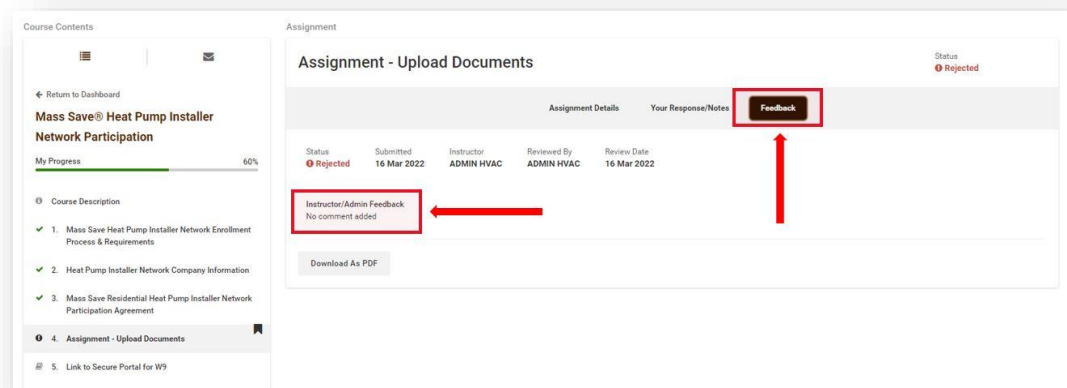 Course Contents
Assignment
Return to Dashboard
Mass Save® Heat Pump Installer
Network Participation
My Progress 60%
Course Description
1. Mass Save Heat Pump Installer Network Enrollment
Process & Requirements
2. Heat Pump Installer Network Company Information
3. Mass Save Residential Heat Pump Installer Network
Participation Agreement
4. Assignment - Upload Documents
5. Link to Secure Portal for W9
Assignment - Upload Documents
Status
Rejected
Assignment Details Your Response/Notes Feedback
Status Submitted Instructor Reviewed By Review Date
Rejected 16 Mar 2022 ADMIN HVAC ADMIN HVAC 16 Mar 2022
Instructor/Admin Feedback
No comment added
Download As PDF